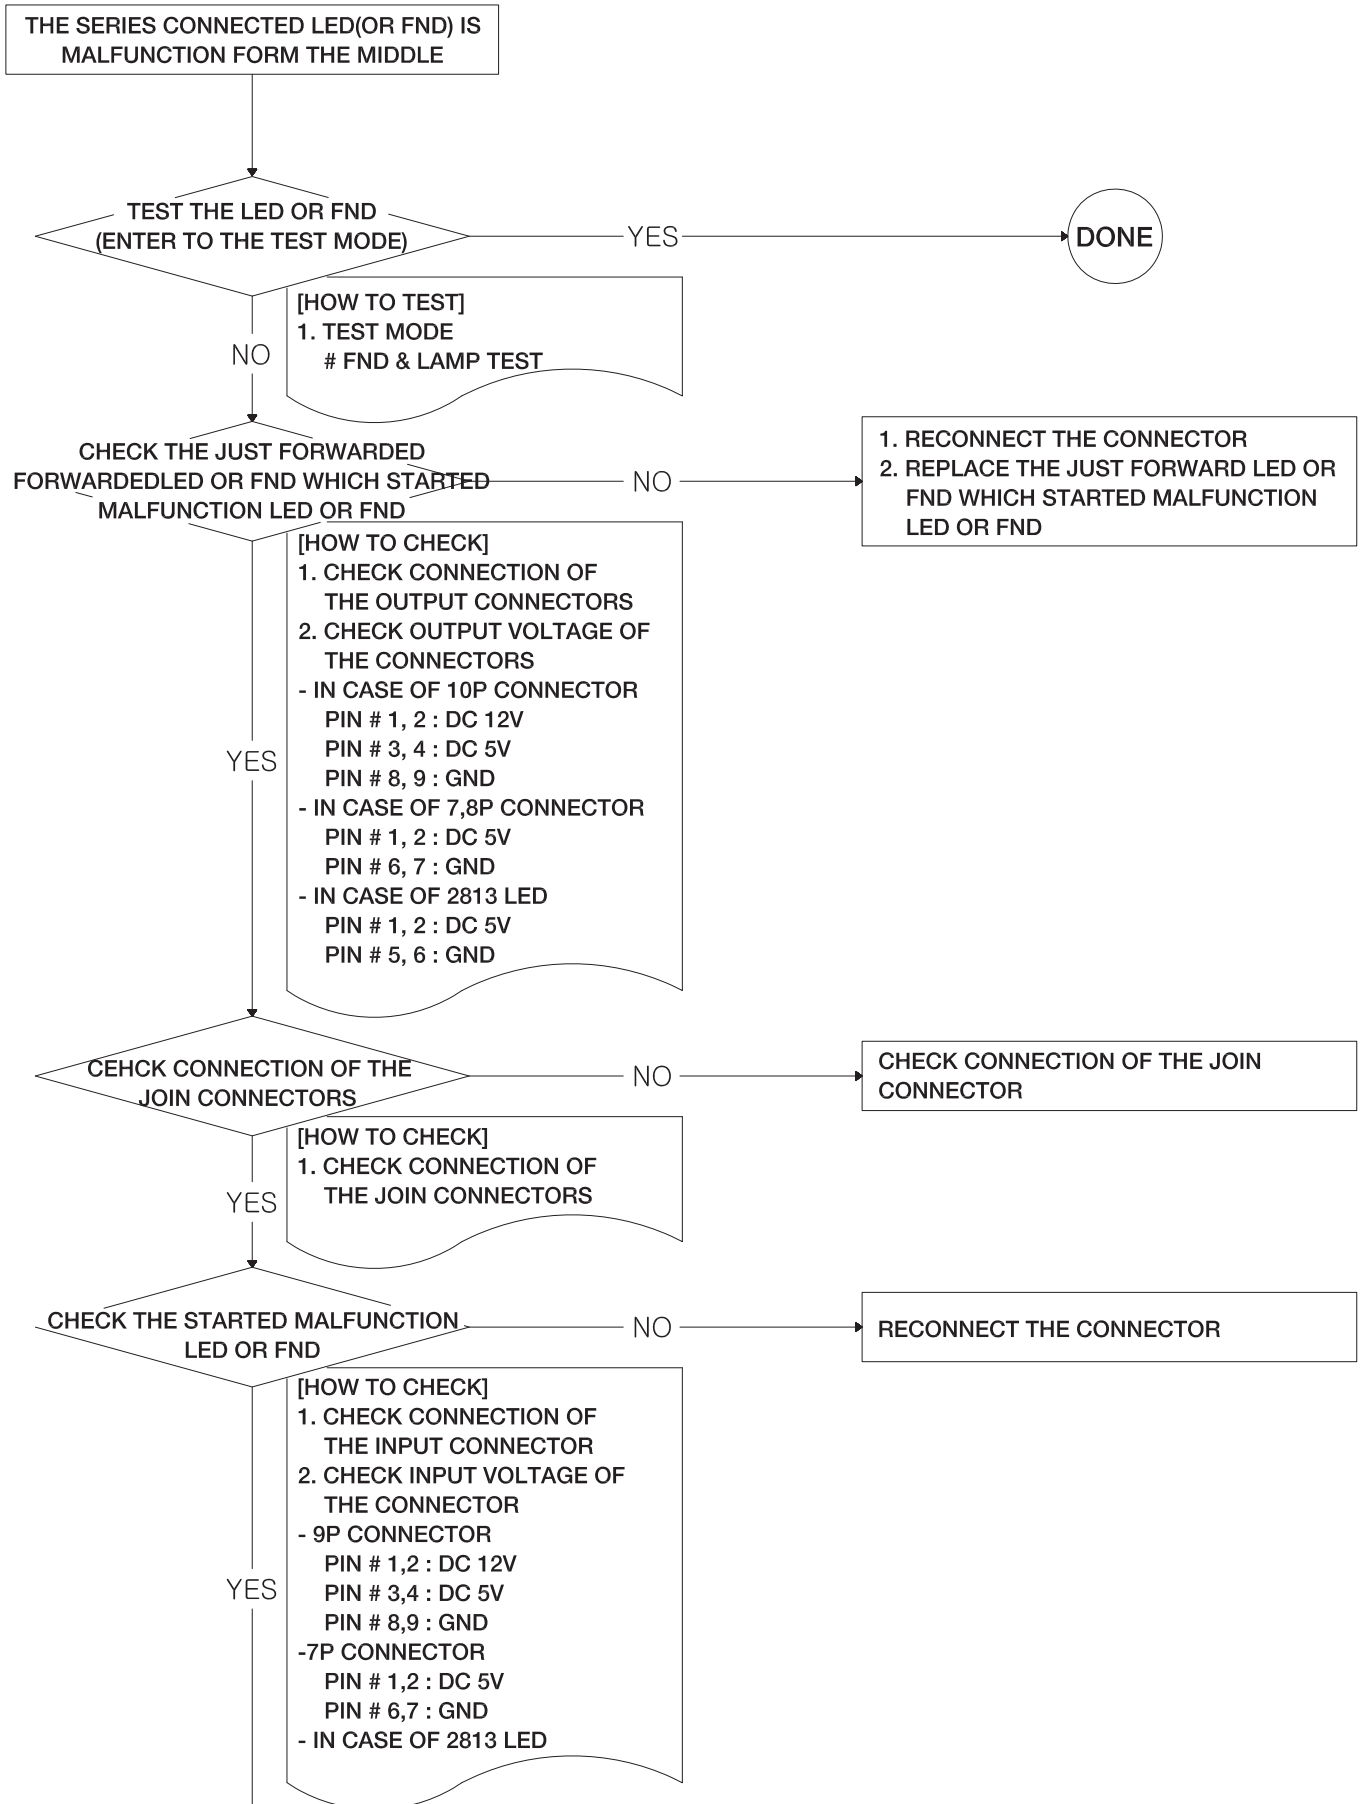 THE SERIES CONNECTED LED(OR FND) IS
MALFUNCTION FORM THE MIDDLE
TEST THE LED OR FND
(ENTER TO THE TEST MODE)
YES
DONE
[HOW TO TEST]
1. TEST MODE
# FND & LAMP TEST
NO
CHECK THE JUST FORWARDED
FORWARDEDLED OR FND WHICH STARTED
MALFUNCTION LED OR FND
NO
1. RECONNECT THE CONNECTOR
2. REPLACE THE JUST FORWARD LED OR
FND WHICH STARTED MALFUNCTION
LED OR FND
[HOW TO CHECK]
1. CHECK CONNECTION OF
THE OUTPUT CONNECTORS
2. CHECK OUTPUT VOLTAGE OF
THE CONNECTORS
- IN CASE OF 10P CONNECTOR
PIN # 1, 2 : DC 12V
PIN # 3, 4 : DC 5V
PIN # 8, 9 : GND
- IN CASE OF 7,8P CONNECTOR
PIN # 1, 2 : DC 5V
PIN # 6, 7 : GND
- IN CASE OF 2813 LED
PIN # 1, 2 : DC 5V
PIN # 5, 6 : GND
YES
CEHCK CONNECTION OF THE
JOIN CONNECTORS
NO
CHECK CONNECTION OF THE JOIN
CONNECTOR
[HOW TO CHECK]
1. CHECK CONNECTION OF
THE JOIN CONNECTORS
YES
CHECK THE STARTED MALFUNCTION
LED OR FND
NO
RECONNECT THE CONNECTOR
[HOW TO CHECK]
1. CHECK CONNECTION OF
THE INPUT CONNECTOR
2. CHECK INPUT VOLTAGE OF
THE CONNECTOR
- 9P CONNECTOR
PIN # 1,2 : DC 12V
PIN # 3,4 : DC 5V
PIN # 8,9 : GND
-7P CONNECTOR
PIN # 1,2 : DC 5V
PIN # 6,7 : GND
- IN CASE OF 2813 LED
YES